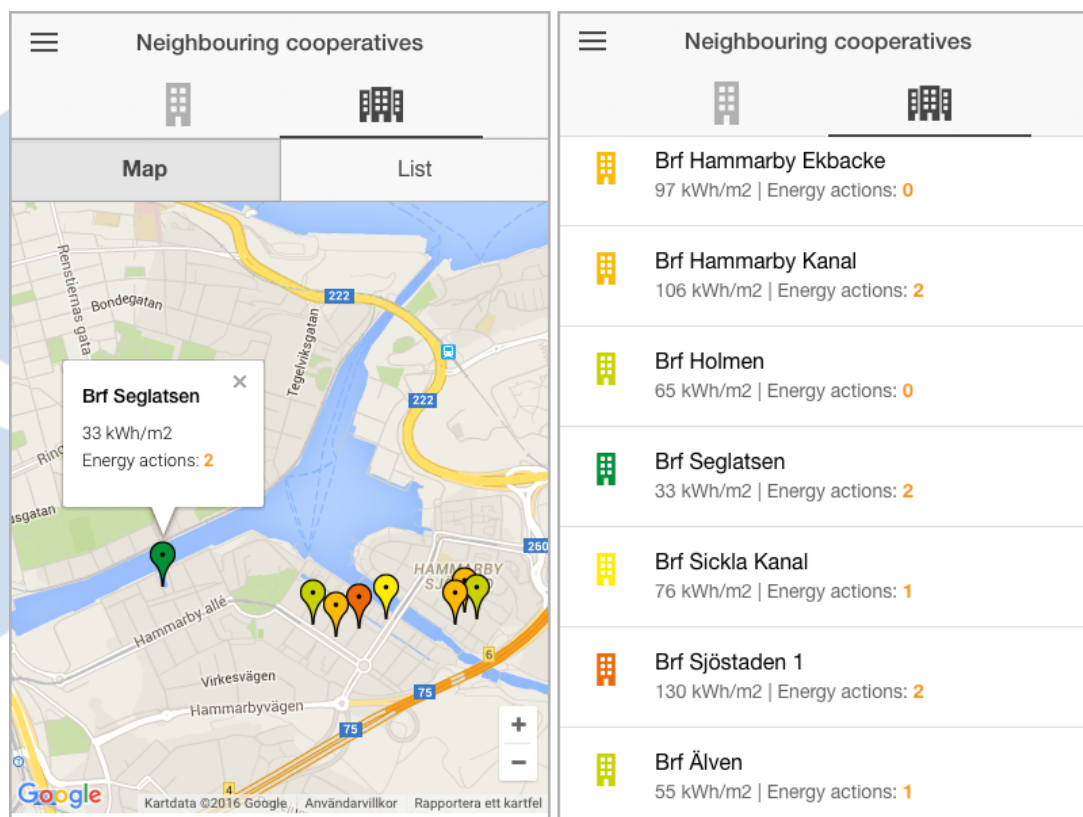 Neighbouring cooperatives
Map
List
Renstiernas gata
Bondegatan
222
Tegelviksgatan
222
Brf Seglatsen
33 kWh/m2
Energy actions: 2
Ring
usgatan
260
HAMMARBY
Hammarby allé
6
Virkesvägen
75
Hammarbyvägen
75
+
−
4
Google
Kartdata ©2016 Google
Användarvillkor
Rapportera ett kartfel
Neighbouring cooperatives
Brf Hammarby Ekbacke
97 kWh/m2 | Energy actions: 0
Brf Hammarby Kanal
106 kWh/m2 | Energy actions: 2
Brf Holmen
65 kWh/m2 | Energy actions: 0
Brf Seglatsen
33 kWh/m2 | Energy actions: 2
Brf Sickla Kanal
76 kWh/m2 | Energy actions: 1
Brf Sjöstaden 1
130 kWh/m2 | Energy actions: 2
Brf Älven
55 kWh/m2 | Energy actions: 1